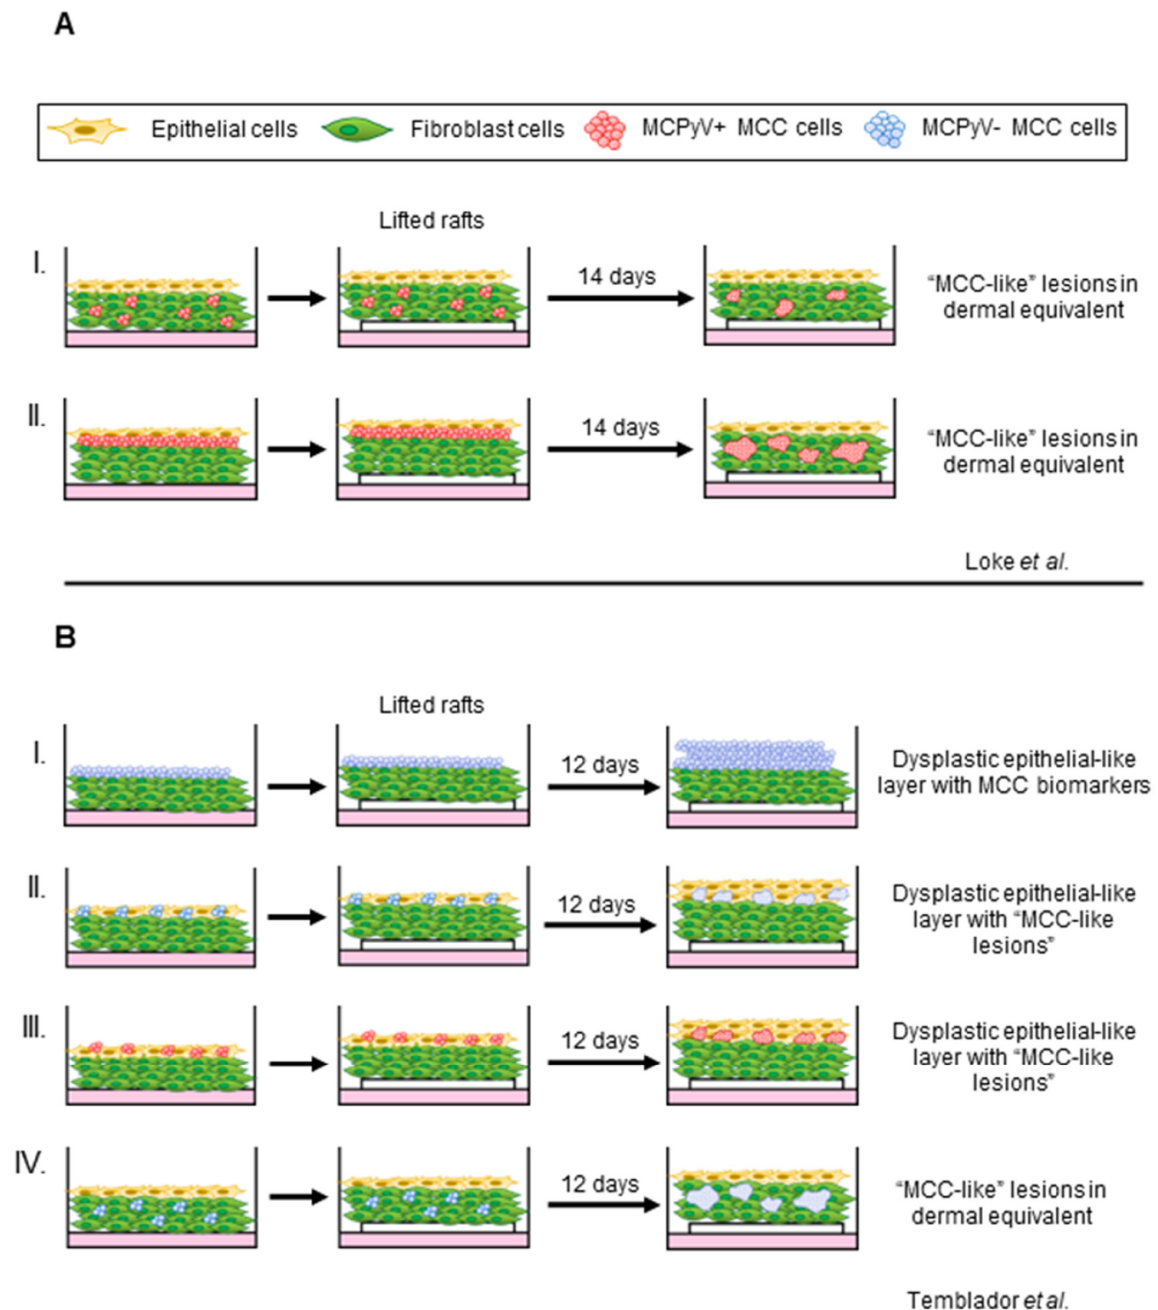 A
Epithelial cells
Fibroblast cells
MCPyV+ MCC cells
MCPyV- MCC cells
Lifted rafts
I.
14 days
"MCC-like" lesions in
dermal equivalent
II.
14 days
"MCC-like" lesions in
dermal equivalent
Loke et al.
B
Lifted rafts
I.
12 days
Dysplastic epithelial-like
layer with MCC biomarkers
II.
12 days
Dysplastic epithelial-like
layer with "MCC-like
lesions"
III.
12 days
Dysplastic epithelial-like
layer with "MCC-like
lesions"
IV.
12 days
"MCC-like" lesions in
dermal equivalent
Temblador et al.